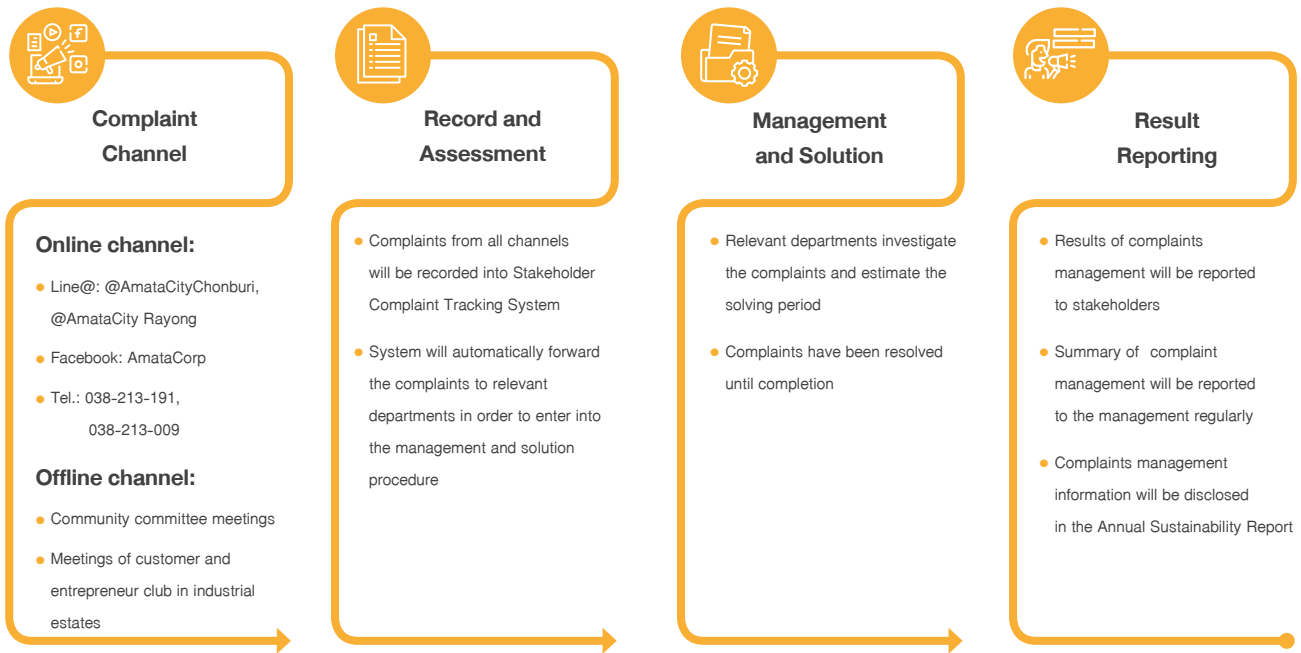 Complaint
Channel
Online channel:
Line@: @AmataCityChonburi,
@AmataCity Rayong
Facebook: AmataCorp
Tel.: 038-213-191,
038-213-009
Offline channel:
Community committee meetings
Meetings of customer and
entrepreneur club in industrial
estates
Record and
Assessment
Complaints from all channels
will be recorded into Stakeholder
Complaint Tracking System
System will automatically forward
the complaints to relevant
departments in order to enter into
the management and solution
procedure
Management
and Solution
Relevant departments investigate
the complaints and estimate the
solving period
Complaints have been resolved
until completion
Result
Reporting
Results of complaints
management will be reported
to stakeholders
Summary of complaint
management will be reported
to the management regularly
Complaints management
information will be disclosed
in the Annual Sustainability Report